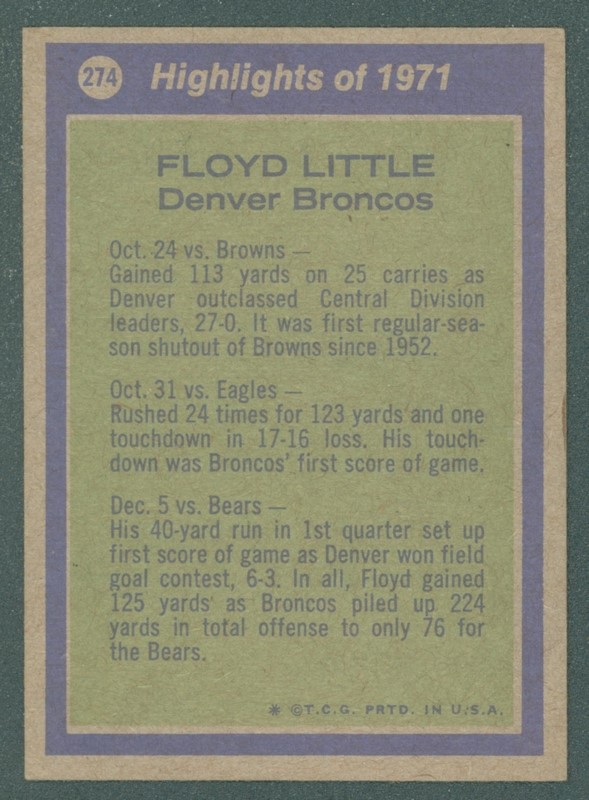 274
Highlights of 1971
FLOYD LITTLE
Denver Broncos
Oct. 24 vs. Browns —
Gained 113 yards on 25 carries as
Denver outclassed Central Division
leaders, 27-0. It was first regular-sea-
son shutout of Browns since 1952.
Oct. 31 vs. Eagles —
Rushed 24 times for 123 yards and one
touchdown in 17-16 loss. His touch-
down was Broncos' first score of game.
Dec. 5 vs. Bears —
His 40-yard run in 1st quarter set up
first score of game as Denver won field
goal contest, 6-3. In all, Floyd gained
125 yards as Broncos piled up 224
yards in total offense to only 76 for
the Bears.
* ©T.C.G. PRTD. IN U.S.A.